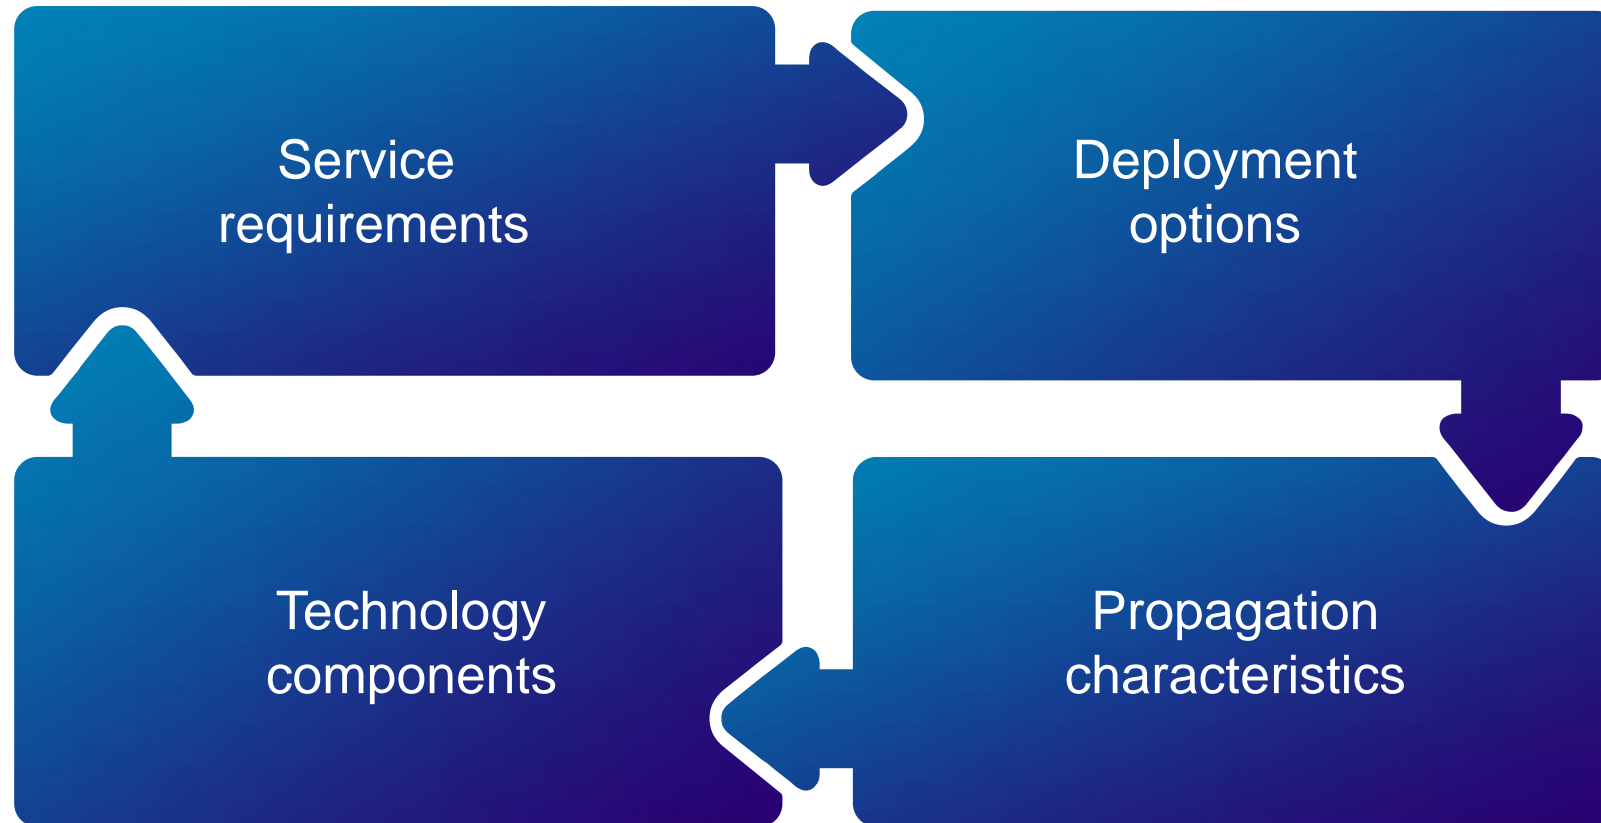 Service
requirements
Deployment
options
Technology
components
Propagation
characteristics